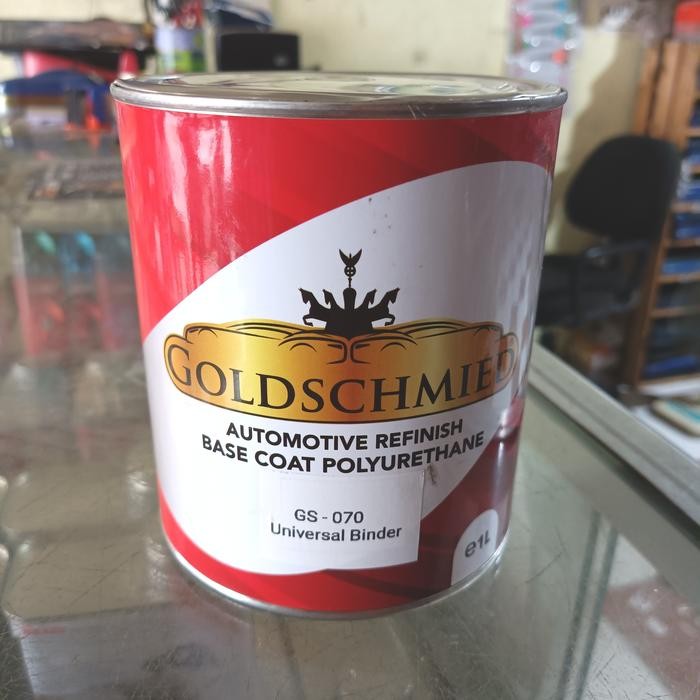 GOLDSCHMIED
AUTOMOTIVE REFINISH
BASE COAT POLYURETHANE
GS - 070
Universal Binder
e1L